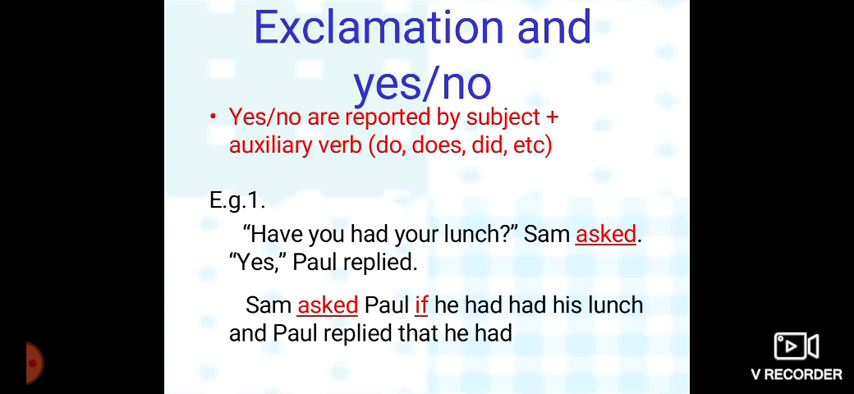 Exclamation and
yes/no
• Yes/no are reported by subject +
auxiliary verb (do, does, did, etc)
E.g.1.
“Have you had your lunch?” Sam asked.
“Yes,” Paul replied.
Sam asked Paul if he had had his lunch
and Paul replied that he had
V RECORDER